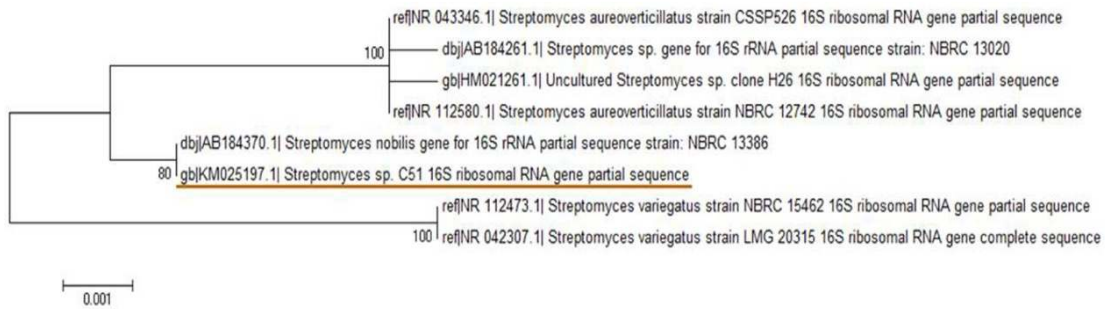 ref|NR 043346.1| Streptomyces aureoverticillatus strain CSSP526 16S ribosomal RNA gene partial sequence
100
dbj|AB184261.1| Streptomyces sp. gene for 16S rRNA partial sequence strain: NBRC 13020
gb|HM021261.1| Uncultured Streptomyces sp. clone H26 16S ribosomal RNA gene partial sequence
ref|NR 112580.1| Streptomyces aureoverticillatus strain NBRC 12742 16S ribosomal RNA gene partial sequence
dbj|AB184370.1| Streptomyces nobilis gene for 16S rRNA partial sequence strain: NBRC 13386
80
gb|KM025197.1| Streptomyces sp. C51 16S ribosomal RNA gene partial sequence
ref|NR 112473.1| Streptomyces variegatus strain NBRC 15462 16S ribosomal RNA gene partial sequence
100
ref|NR 042307.1| Streptomyces variegatus strain LMG 20315 16S ribosomal RNA gene complete sequence
0.001